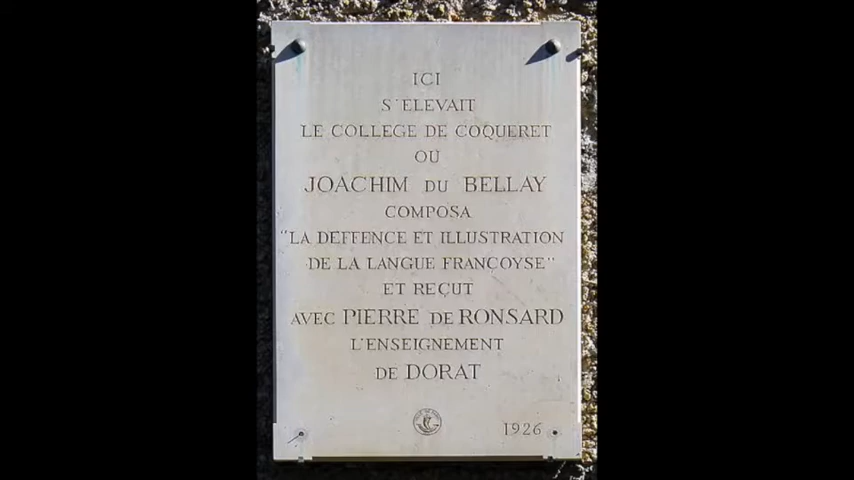 ICI
S'ELEVAIT
LE COLLEGE DE COQUERET
OU
JOACHIM DU BELLAY
COMPOSA
"LA DEFFENCE ET ILLUSTRATION
DE LA LANGUE FRANÇOYSE"
ET REÇUT
AVEC PIERRE DE RONSARD
L'ENSEIGNEMENT
DE DORAT
1926